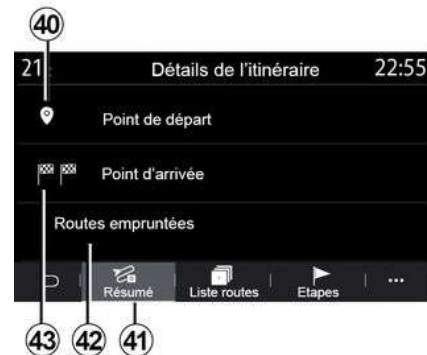 40
21 Détails de l'itinéraire 22:55
Point de départ
Point d'arrivée
Routes empruntées
Résumé Liste routes Etapes ...
43 42 41